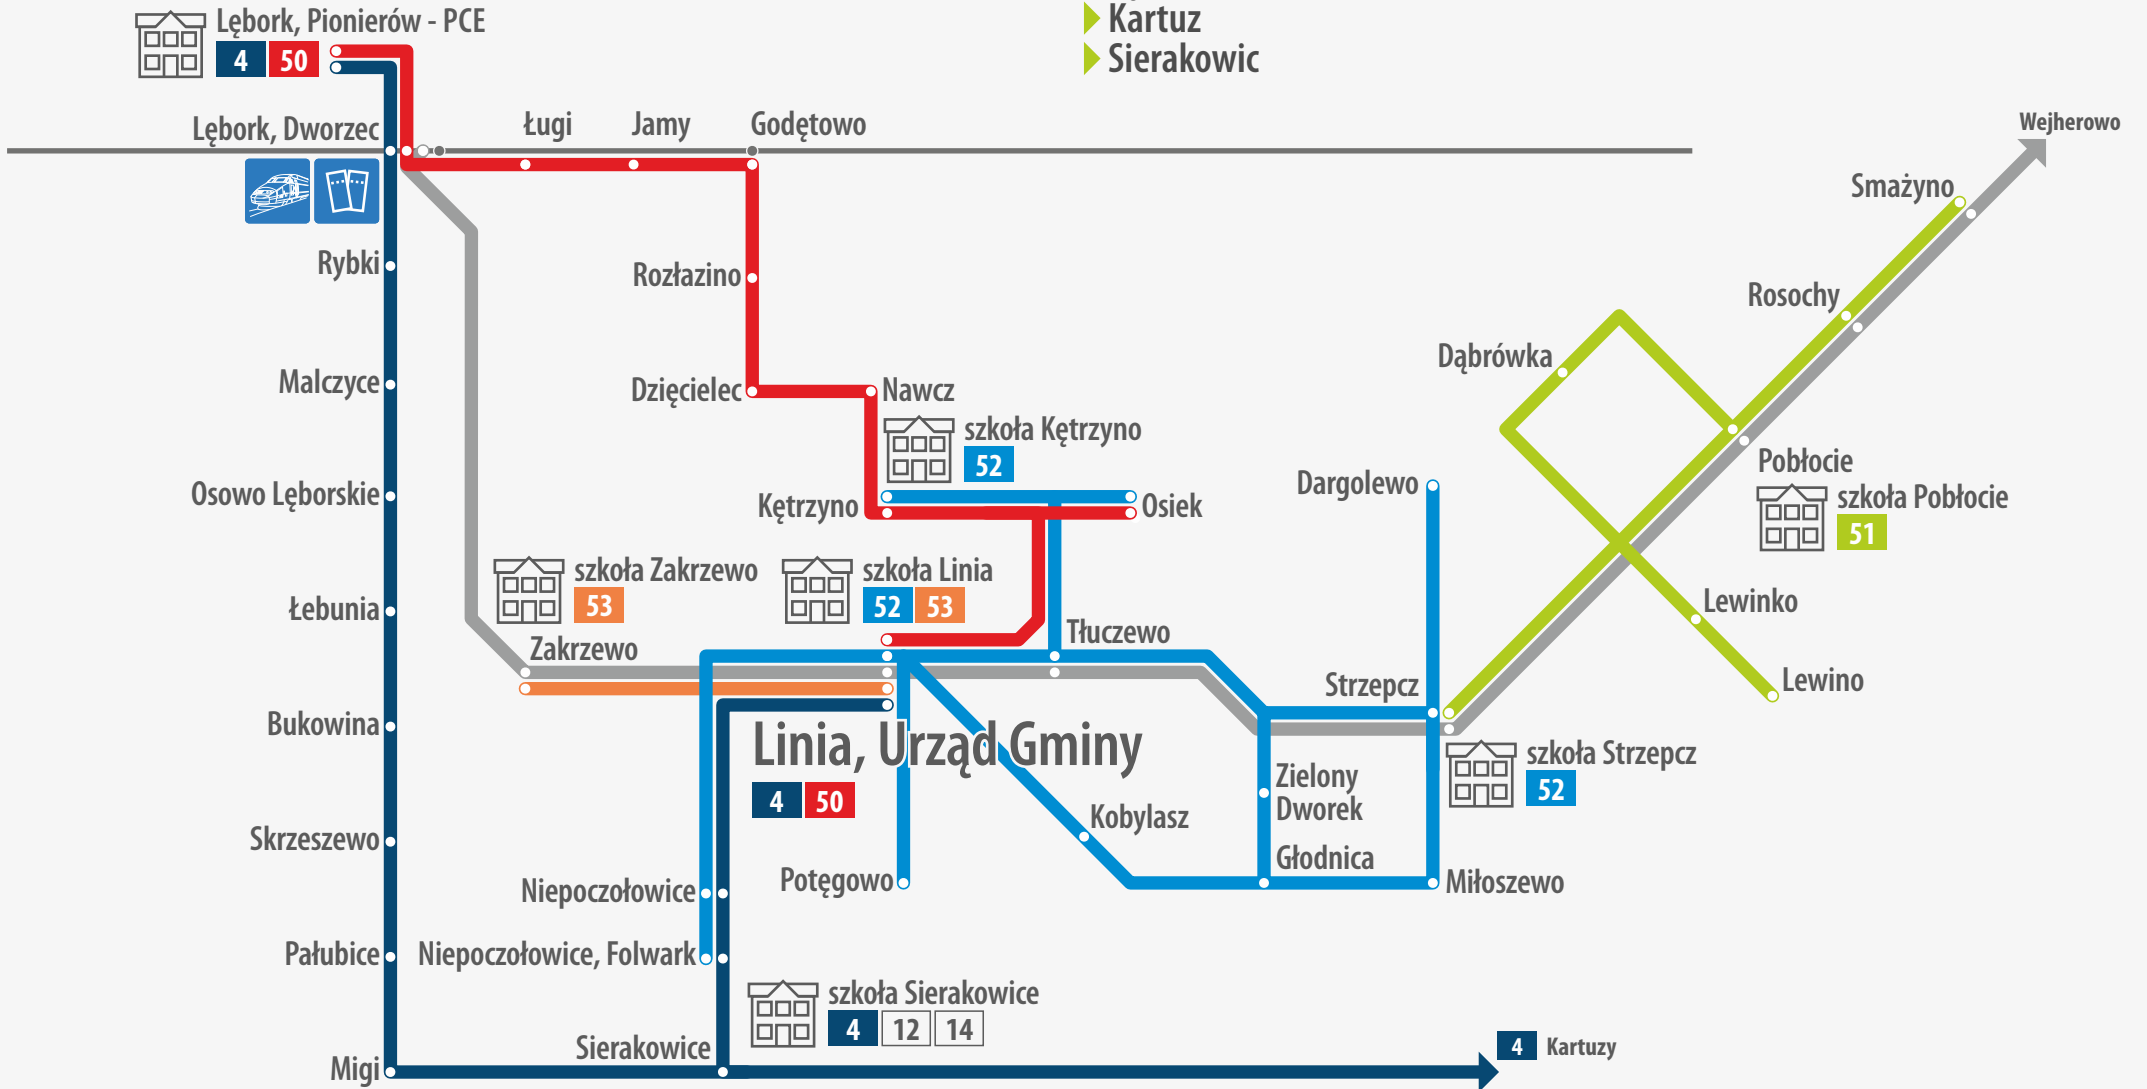 Lębork, Pionierów - PCE
4 50
Kartuz
Sierakowic
Lębork, Dworzec
Ługi
Jamy
Godętowo
Wejherowo
Smażyno
Rybki
Rozłazino
Rosochy
Dąbrówka
Malczyce
Dzięcielec
Nawcz
szkoła Kętrzyno
52
Pobłocie
szkoła Pobłocie
51
Osowo Lęborskie
Kętrzyno
Osiek
Dargolewo
szkoła Zakrzewo
53
szkoła Linia
52 53
Łebunia
Lewinko
Zakrzewo
Tłuczewo
Strzepcz
Lewino
Bukowina
Linia, Urząd Gminy
4 50
szkoła Strzepcz
52
Zielony
Dworek
Kobylasz
Skrzeszewo
Głodnica
Niepoczołowice
Potęgowo
Miłoszewo
Pałubice
Niepoczołowice, Folwark
szkoła Sierakowice
4 12 14
Sierakowice
4 Kartuzy
Migi